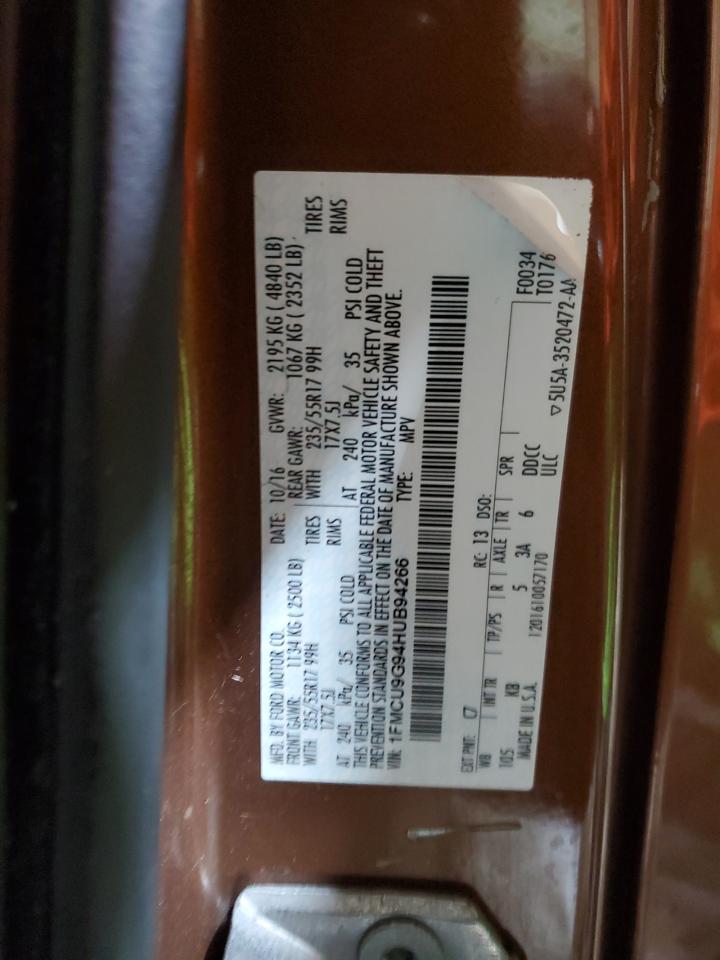 MFD. BY FORD MOTOR CO. DATE: 10/16 GVWR: 2195 KG ( 4840 LB)
FRONT GAWR: 1134 KG ( 2500 LB) REAR GAWR: 1067 KG ( 2352 LB)
WITH 235/55R17 99H TIRES WITH 235/55R17 99H TIRES
17X7.5J RIMS 17X7.5J RIMS
AT 240 kPa/ 35 PSI COLD AT 240 kPa/ 35 PSI COLD
THIS VEHICLE CONFORMS TO ALL APPLICABLE FEDERAL MOTOR VEHICLE SAFETY AND THEFT
PREVENTION STANDARDS IN EFFECT ON THE DATE OF MANUFACTURE SHOWN ABOVE.
VIN: 1FMCU9G94HUB94266 TYPE: MPV
EXT PNT: RC: 13 DSO: F0034
WB INT TR TP/PS R AXLE TR SPR T0176
105 KB 5 3A 6 DDCC
MADE IN U.S.A. 1201610057170 ULC ▽5U5A-3520472-AA